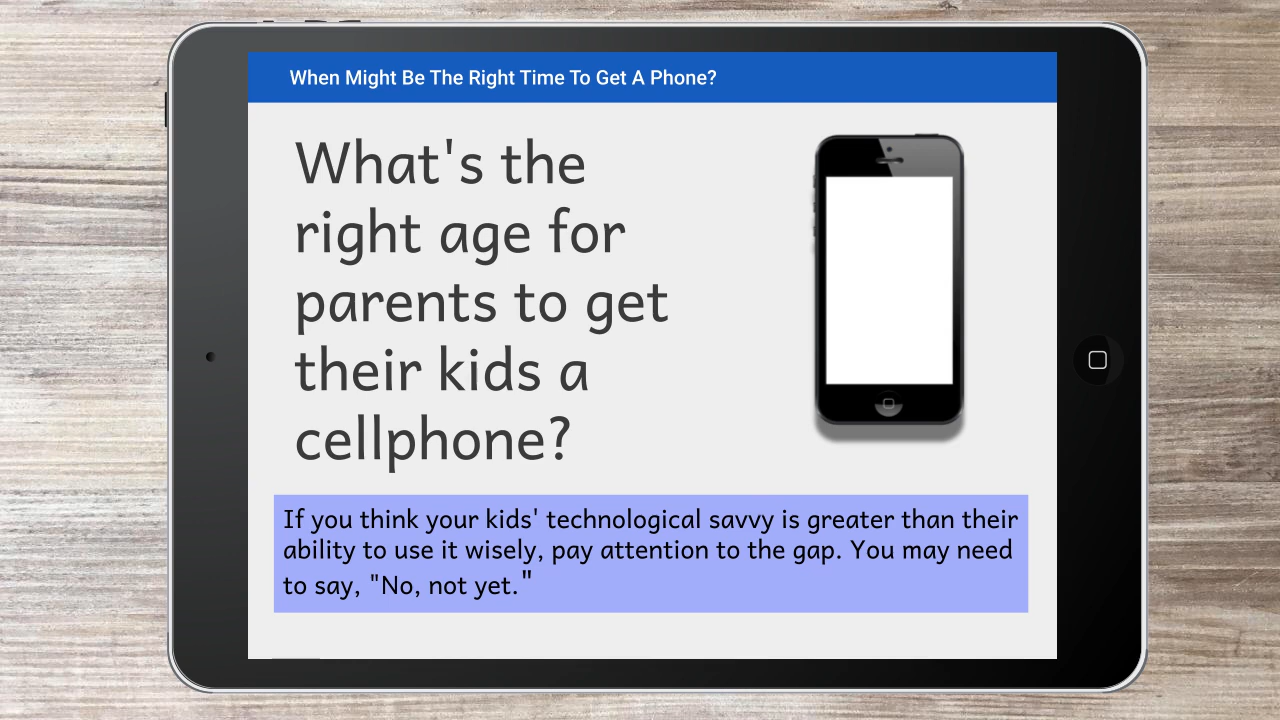 When Might Be The Right Time To Get A Phone?
What's the
right age for
parents to get
their kids a
cellphone?
If you think your kids' technological savvy is greater than their
ability to use it wisely, pay attention to the gap. You may need
to say, "No, not yet."